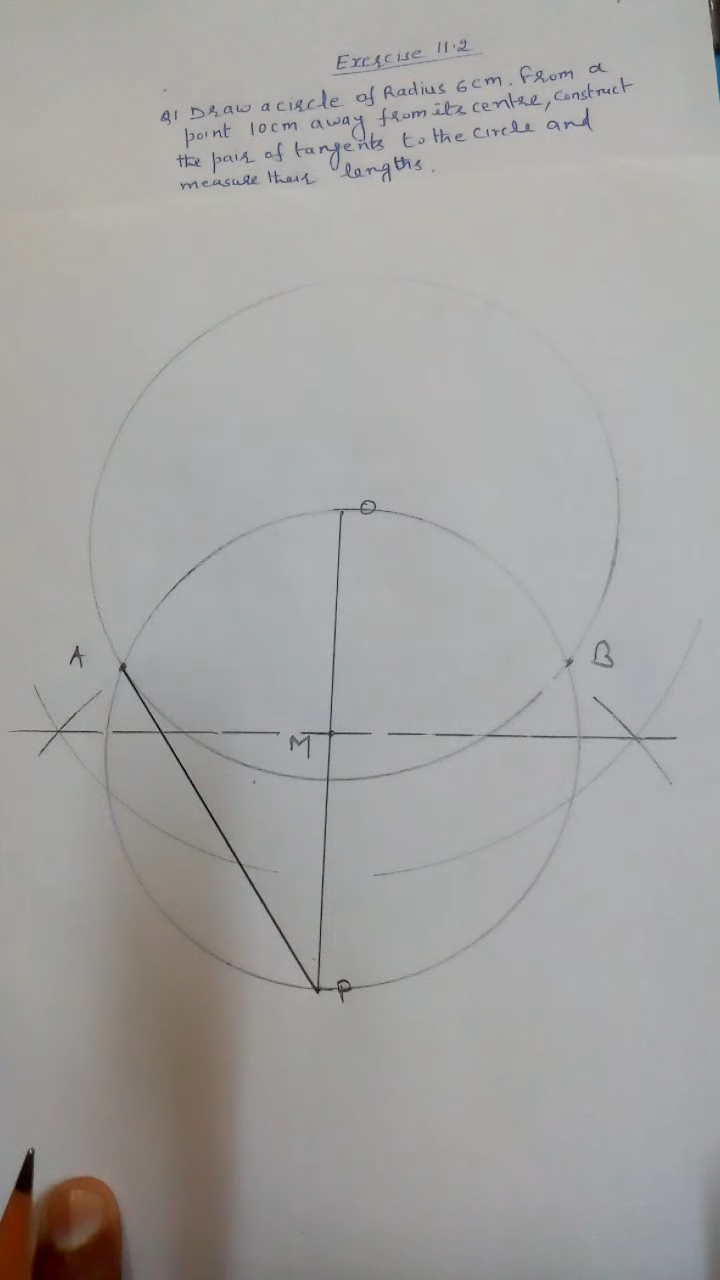 Exercise 11.2
Q1 Draw a circle of Radius 6cm. From a
point 10cm away from its centre, construct
the pair of tangents to the circle and
measure their lengths.
O
A B
M
P